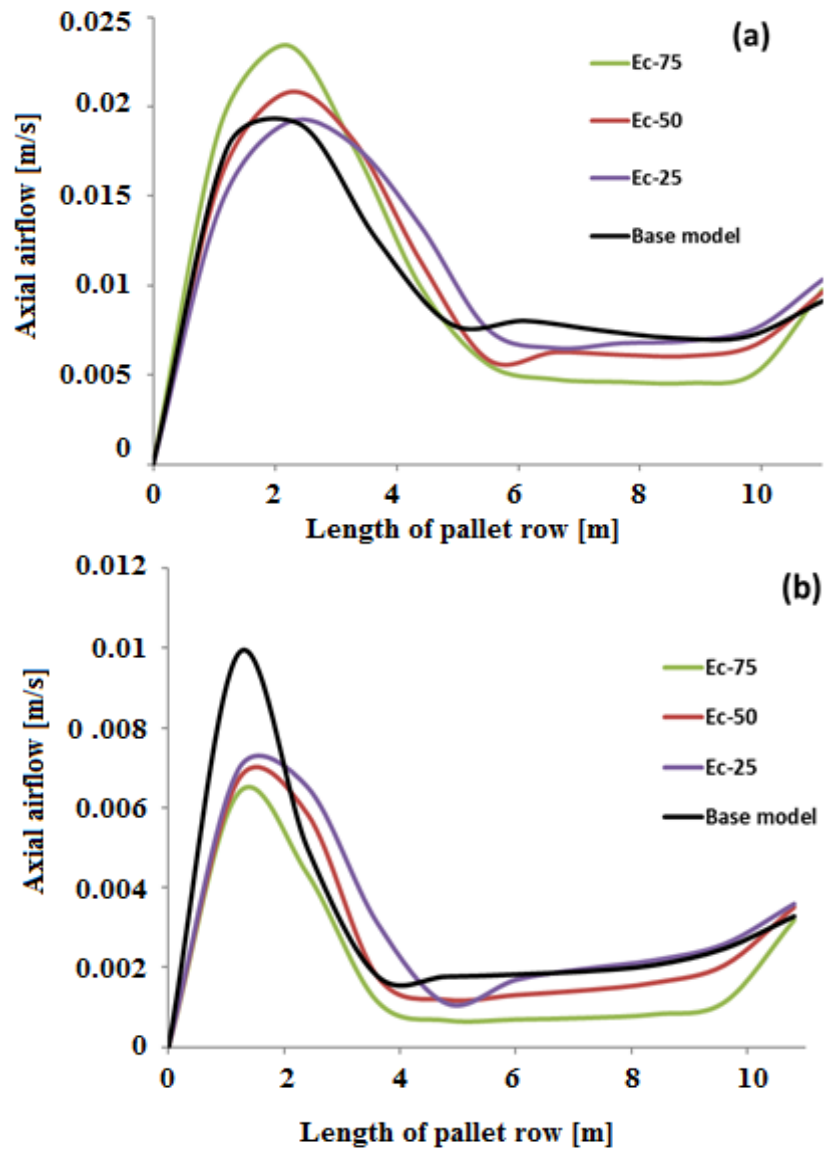 (a)
Axial airflow [m/s]
0.025
0.02
0.015
0.01
0.005
0
Ec-75
Ec-50
Ec-25
Base model
0 2 4 6 8 10
Length of pallet row [m]
(b)
Axial airflow [m/s]
0.012
0.01
0 .008
0.006
0.004
0.002
0
Ec-75
Ec-50
Ec-25
Base model
0 2 4 6 8 10
Length of pallet row [m]